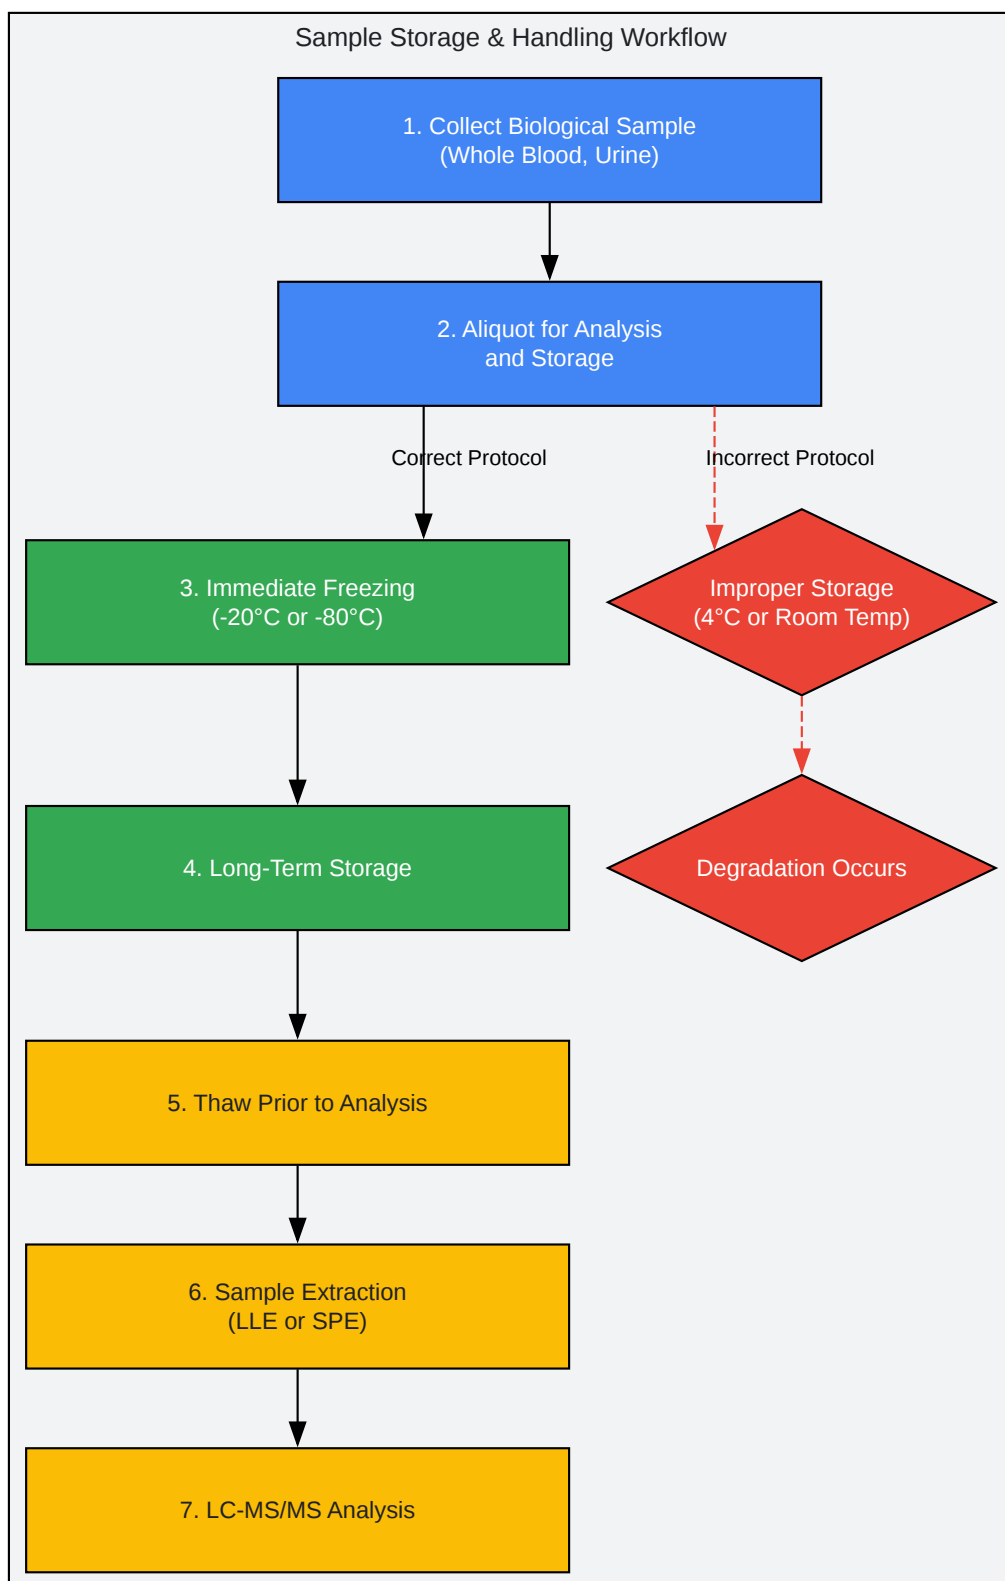 Sample Storage & Handling Workflow
1. Collect Biological Sample
(Whole Blood, Urine)
2. Aliquot for Analysis
and Storage
Correct Protocol
Incorrect Protocol
3. Immediate Freezing
(-20°C or -80°C)
Improper Storage
(4°C or Room Temp)
4. Long-Term Storage
Degradation Occurs
5. Thaw Prior to Analysis
6. Sample Extraction
(LLE or SPE)
7. LC-MS/MS Analysis